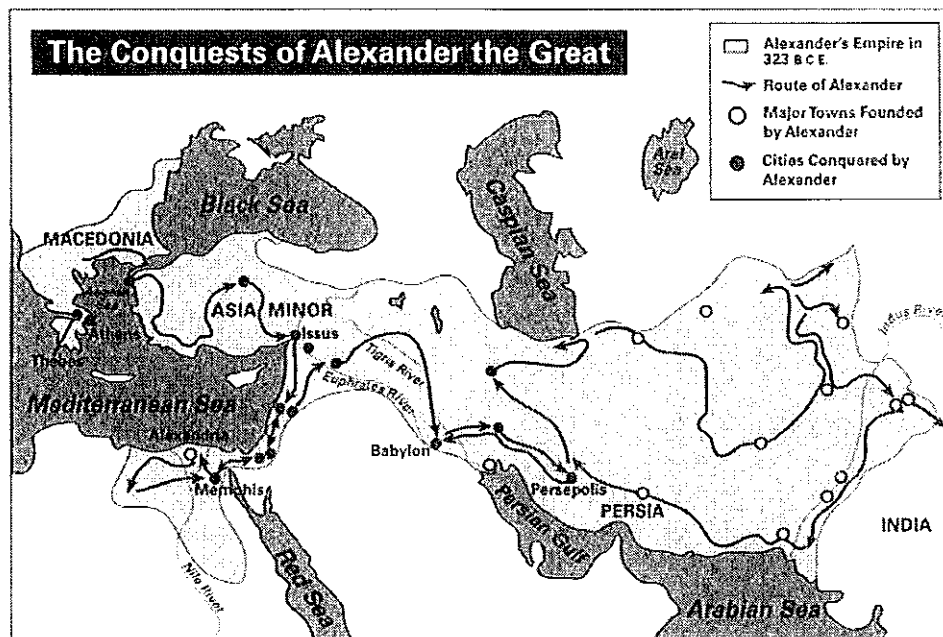 The Conquests of Alexander the Great
Alexander's Empire in
323 B C E.
Route of Alexander
Major Towns Founded
by Alexander
Cities Conquered by
Alexander
Aral
Sea
Caspian Sea
Black Sea
MACEDONIA
ASIA MINOR
Issus
Athens
Thebes
Tigris River
Euphrates River
Indus River
Mediterranean Sea
Alexandria
Babylon
Memphis
Persepolis
PERSIA
INDIA
Persian Gulf
Nile River
Red Sea
Arabian Sea